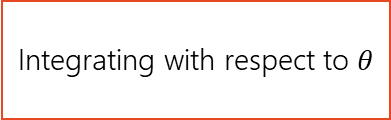 Integrating with respect to θ